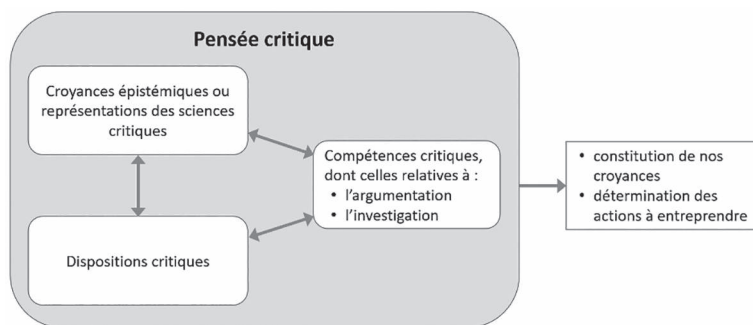 Pensée critique
Croyances épistémiques ou
représentations des sciences
critiques
Dispositions critiques
Compétences critiques,
dont celles relatives à :
• l'argumentation
• l'investigation
• constitution de nos
croyances
• détermination des
actions à entreprendre